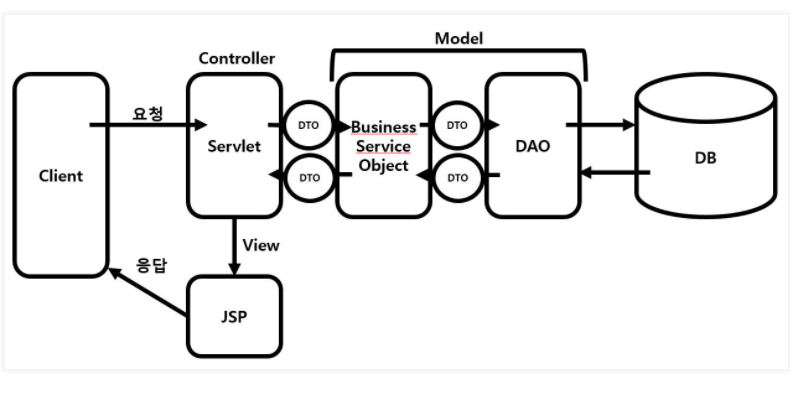 Model
Controller
Client
요청
Servlet
DTO
DTO
Business
Service
Object
DTO
DTO
DAO
DB
View
응답
JSP